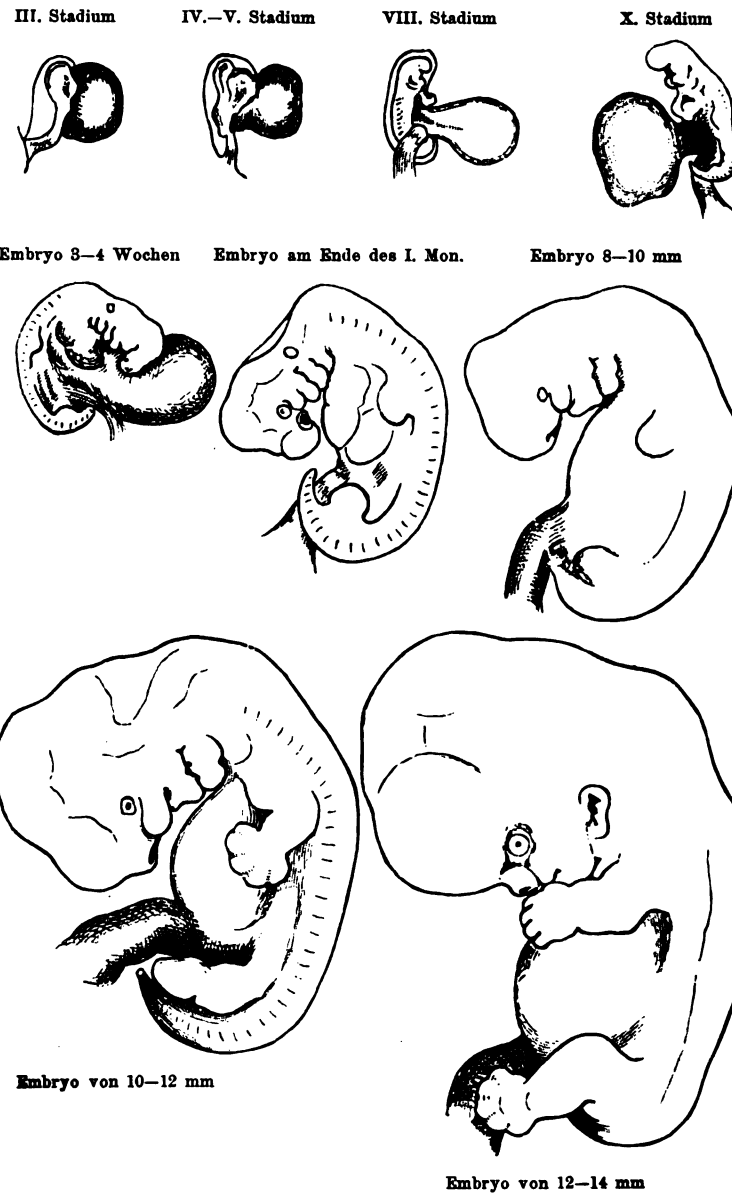 III. Stadium
IV.—V. Stadium
VIII. Stadium
X. Stadium
Embryo 3—4 Wochen
Embryo am Ende des I. Mon.
Embryo 8—10 mm
Embryo von 10—12 mm
Embryo von 12—14 mm